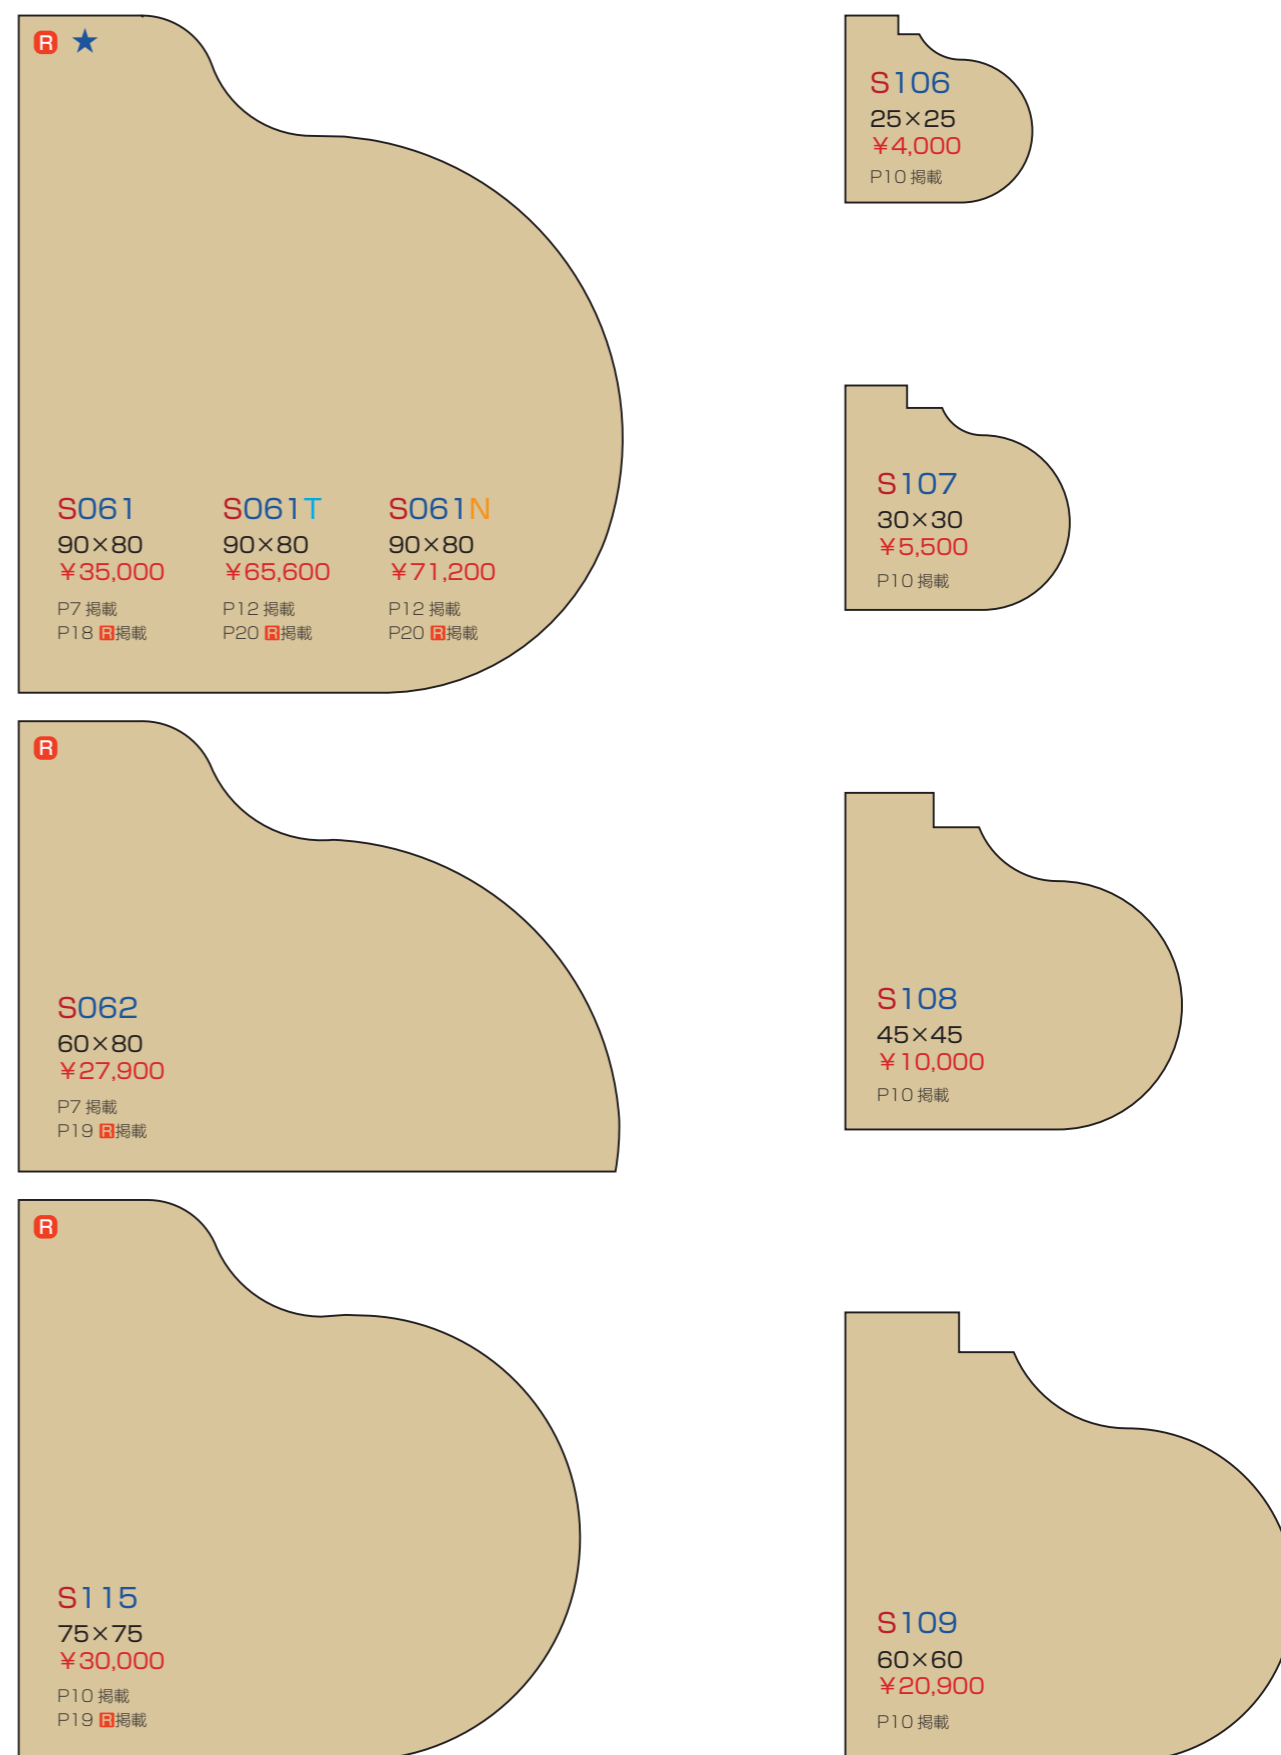 R ★
S061 S061T S061N
90×80 90×80 90×80
¥35,000 ¥65,600 ¥71,200
P7 掲載 P12 掲載 P12 掲載
P18 R掲載 P20 R掲載 P20 R掲載
R
S062
60×80
¥27,900
P7 掲載
P19 R掲載
R
S115
75×75
¥30,000
P10 掲載
P19 R掲載
S106
25×25
¥4,000
P10 掲載
S107
30×30
¥5,500
P10 掲載
S108
45×45
¥10,000
P10 掲載
S109
60×60
¥20,900
P10 掲載